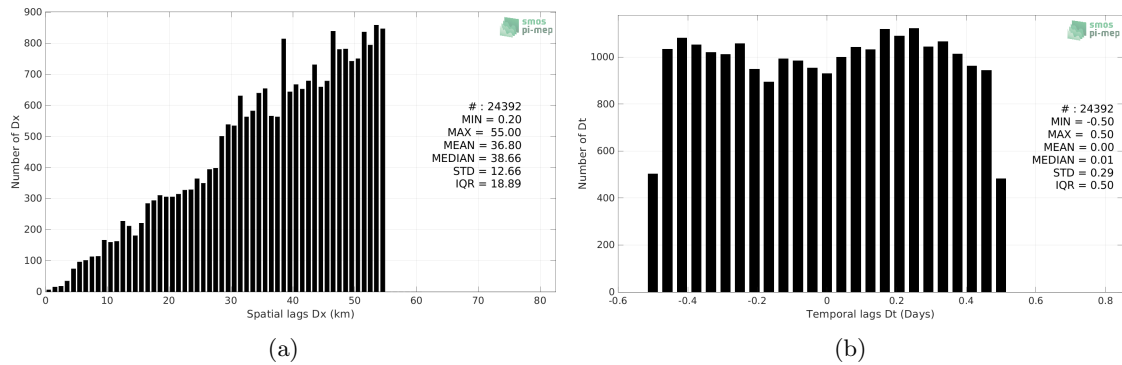 900
800
700
600
500
400
300
200
100
0
Number of Dx
smos
pi-mep
# : 24392
MIN = 0.20
MAX = 55.00
MEAN = 36.80
MEDIAN = 38.66
STD = 12.66
IQR = 18.89
0 10 20 30 40 50 60 70 80
Spatial lags Dx (km)
(a)
1000
800
600
400
200
0
Number of Dt
smos
pi-mep
# : 24392
MIN = -0.50
MAX = 0.50
MEAN = 0.00
MEDIAN = 0.01
STD = 0.29
IQR = 0.50
-0.6 -0.4 -0.2 0 0.2 0.4 0.6 0.8
Temporal lags Dt (Days)
(b)